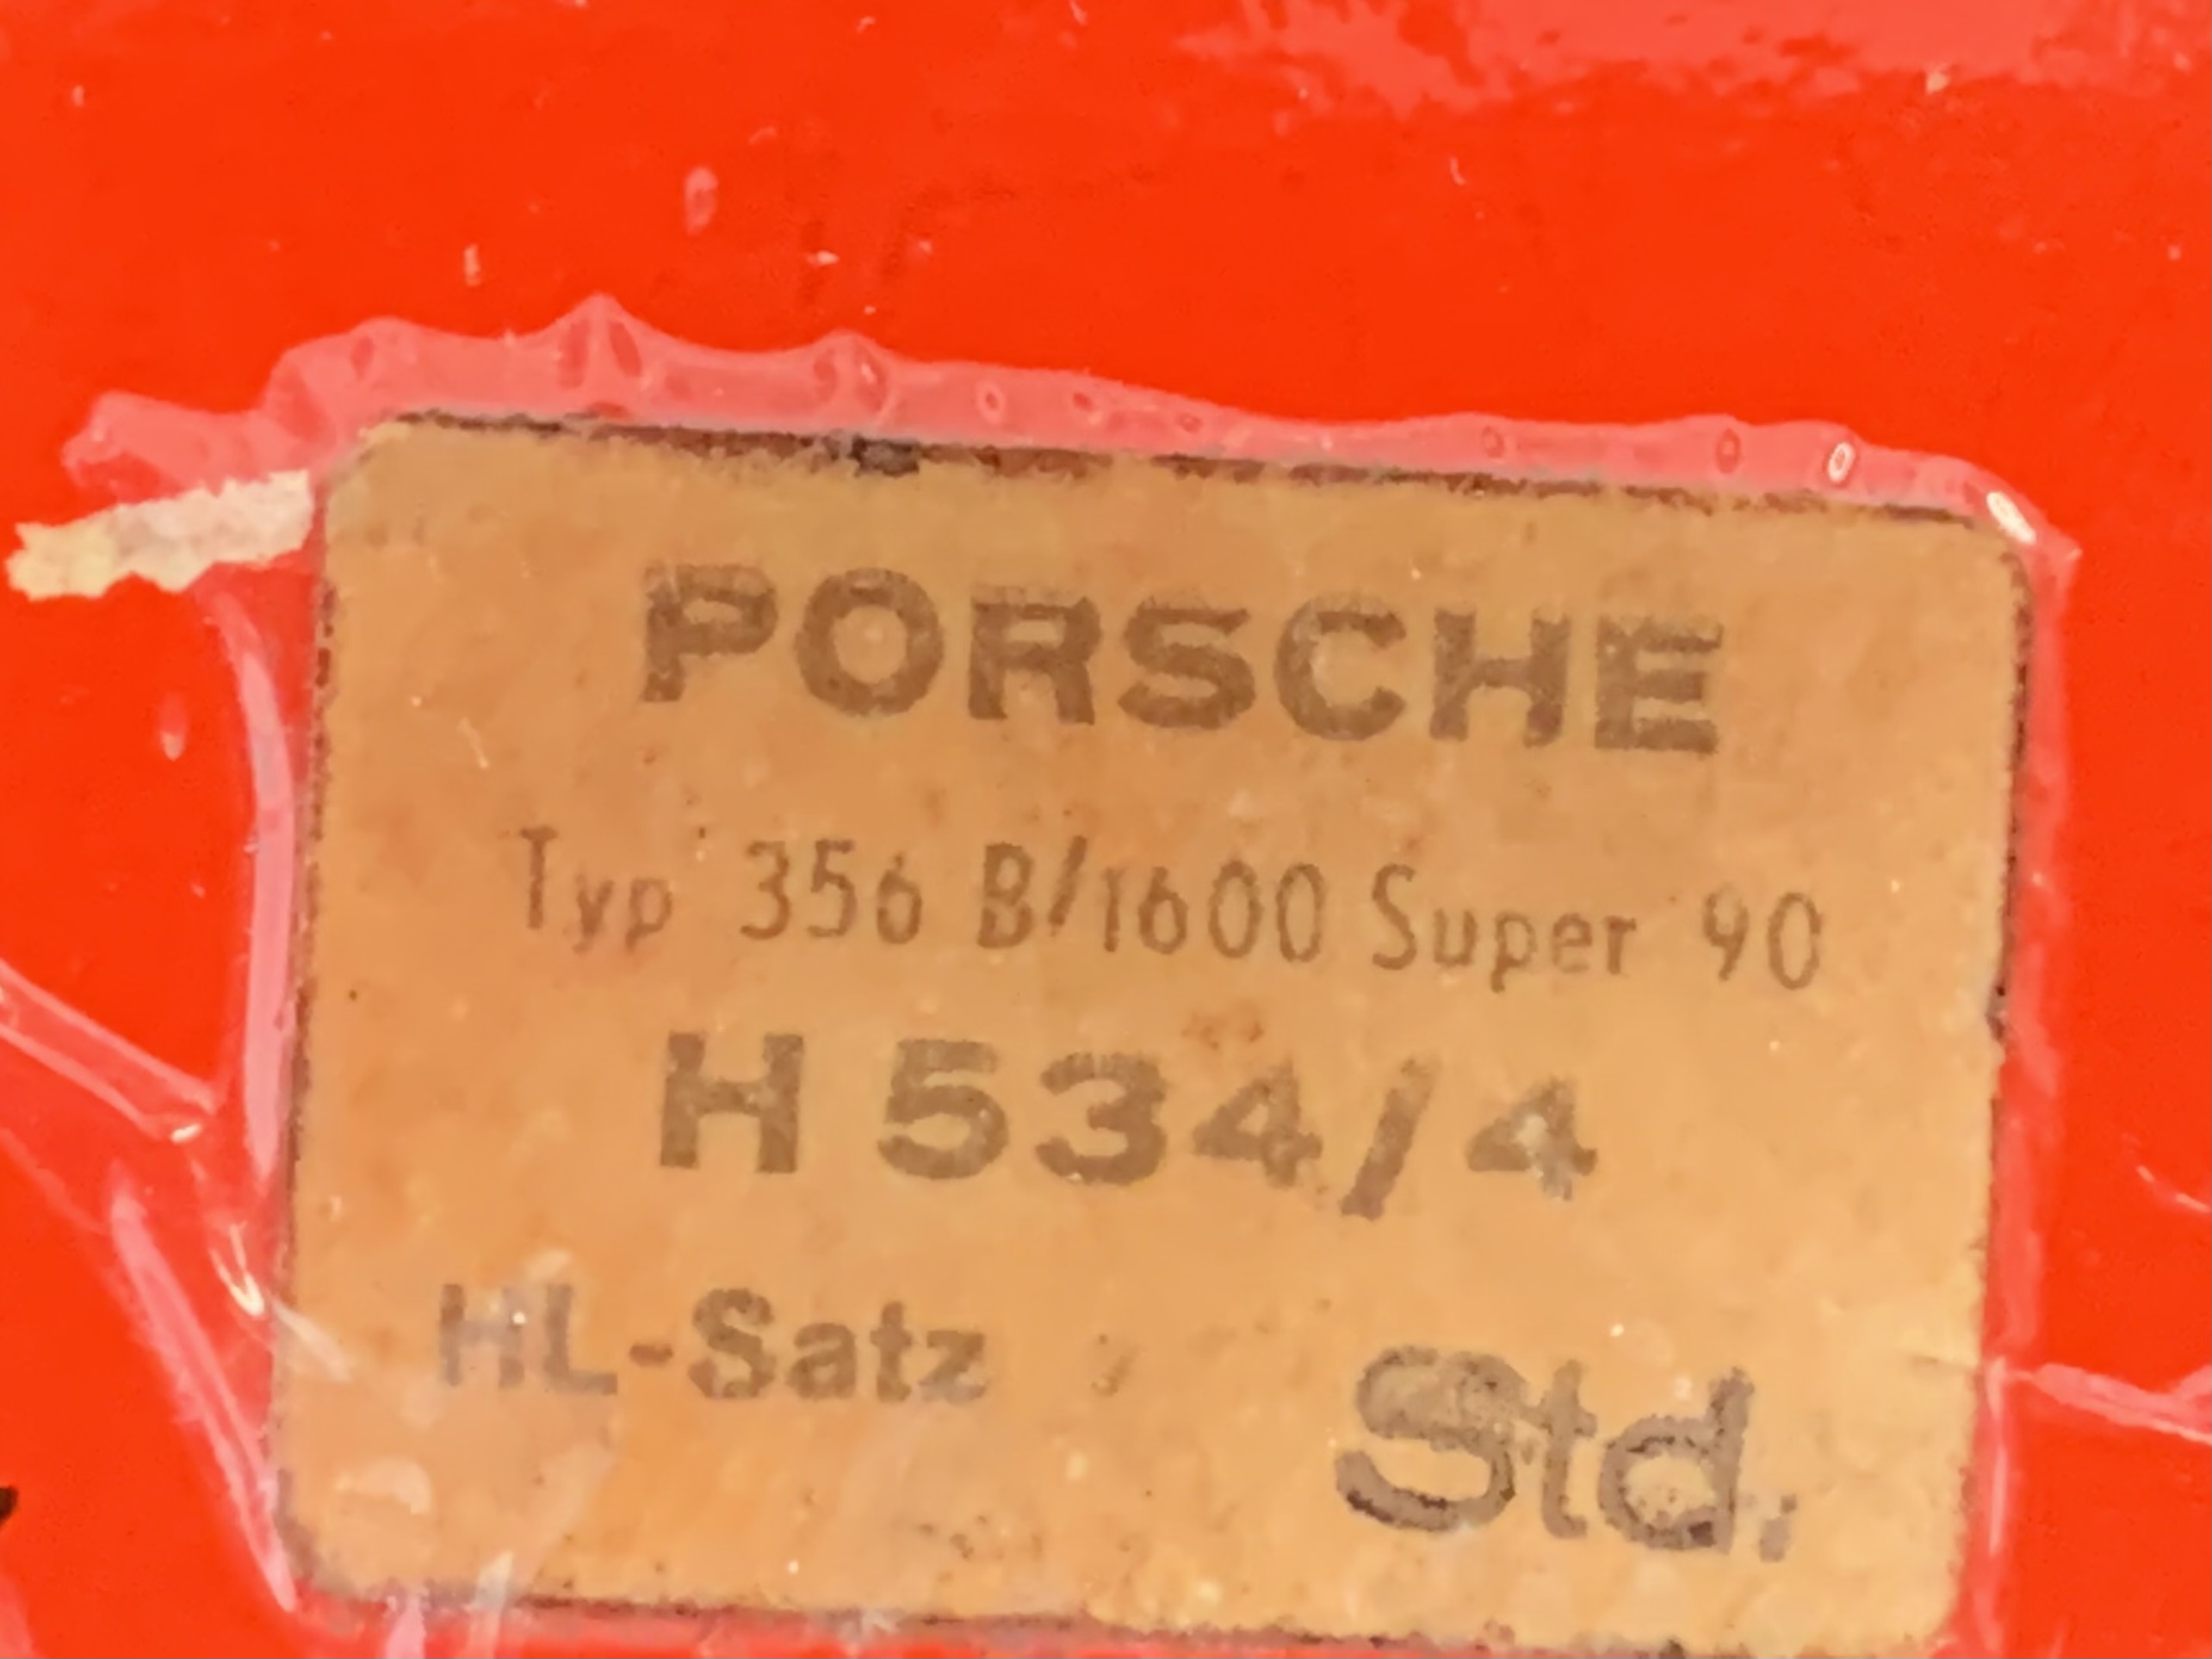 PORSCHE
Typ 356 B/1600 Super 90
H 534/4
HL-Satz
Std.